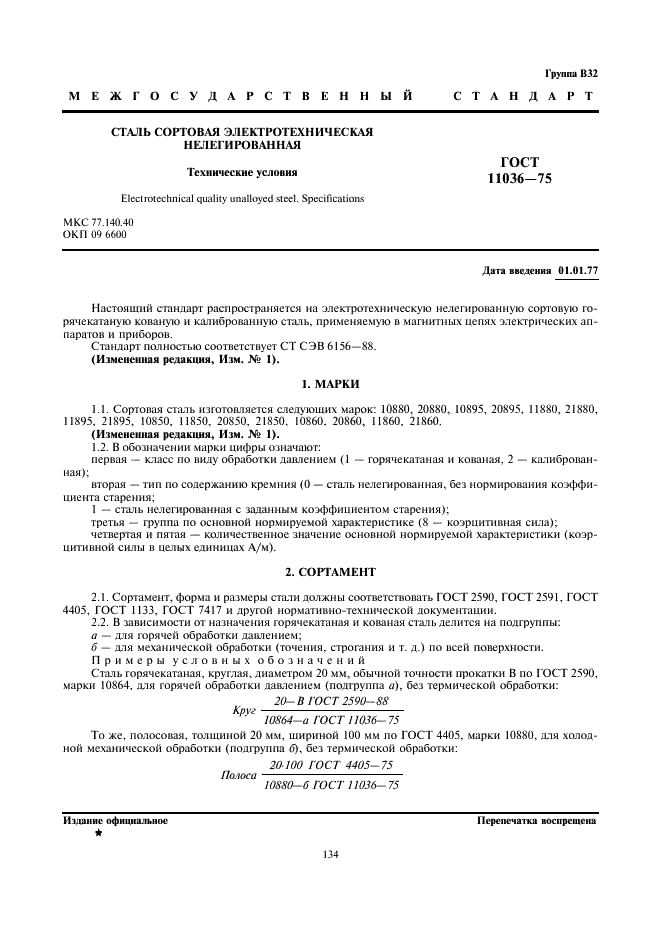 Группа В32
МЕЖГОСУДАРСТВЕННЫЙ СТАНДАРТ
СТАЛЬ СОРТОВАЯ ЭЛЕКТРОТЕХНИЧЕСКАЯ
НЕЛЕГИРОВАННАЯ
Технические условия
Electrotechnical quality unalloyed steel. Specifications
ГОСТ
11036—75
МКС 77.140.40
ОКП 09 6600
Дата введения 01.01.77
Настоящий стандарт распространяется на электротехническую нелегированную сортовую го-
рячекатаную кованую и калиброванную сталь, применяемую в магнитных цепях электрических ап-
паратов и приборов.
Стандарт полностью соответствует СТ СЭВ 6156—88.
(Измененная редакция, Изм. № 1).
1. МАРКИ
1.1. Сортовая сталь изготовляется следующих марок: 10880, 20880, 10895, 20895, 11880, 21880,
11895, 21895, 10850, 11850, 20850, 21850, 10860, 20860, 11860, 21860.
(Измененная редакция, Изм. № 1).
1.2. В обозначении марки цифры означают:
первая — класс по виду обработки давлением (1 — горячекатаная и кованая, 2 — калиброван-
ная);
вторая — тип по содержанию кремния (0 — сталь нелегированная, без нормирования коэффи-
циента старения;
1 — сталь нелегированная с заданным коэффициентом старения);
третья — группа по основной нормируемой характеристике (8 — коэрцитивная сила);
четвертая и пятая — количественное значение основной нормируемой характеристики (коэр-
цитивной силы в целых единицах А/м).
2. СОРТАМЕНТ
2.1. Сортамент, форма и размеры стали должны соответствовать ГОСТ 2590, ГОСТ 2591, ГОСТ
4405, ГОСТ 1133, ГОСТ 7417 и другой нормативно-технической документации.
2.2. В зависимости от назначения горячекатаная и кованая сталь делится на подгруппы:
а — для горячей обработки давлением;
б — для механической обработки (точения, строгания и т. д.) по всей поверхности.
Примеры условных обозначений
Сталь горячекатаная, круглая, диаметром 20 мм, обычной точности прокатки В по ГОСТ 2590,
марки 10864, для горячей обработки давлением (подгруппа а), без термической обработки:
Круг 20—В ГОСТ 2590—88
10864—а ГОСТ 11036—75
То же, полосовая, толщиной 20 мм, шириной 100 мм по ГОСТ 4405, марки 10880, для холод-
ной механической обработки (подгруппа б), без термической обработки:
Полоса 20·100 ГОСТ 4405—75
10880—б ГОСТ 11036—75
Издание официальное
Перепечатка воспрещена
★
134